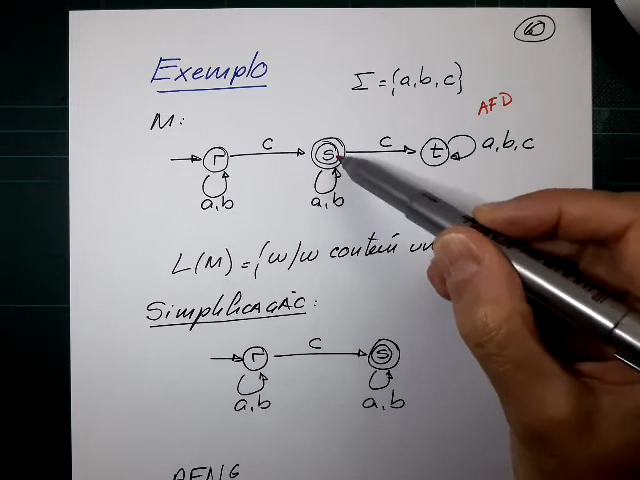 60
Exemplo
Σ = {a, b, c}
AFD
M:
r c s c t a, b, c
a, b a, b
L(M) = {w/w contém
Simplificação:
r c s
a, b a, b